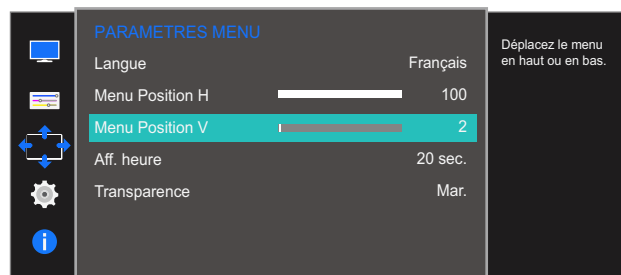 PARAMETRES MENU
Langue Français
Menu Position H 100
Menu Position V 2
Aff. heure 20 sec.
Transparence Mar.
Déplacez le menu
en haut ou en bas.